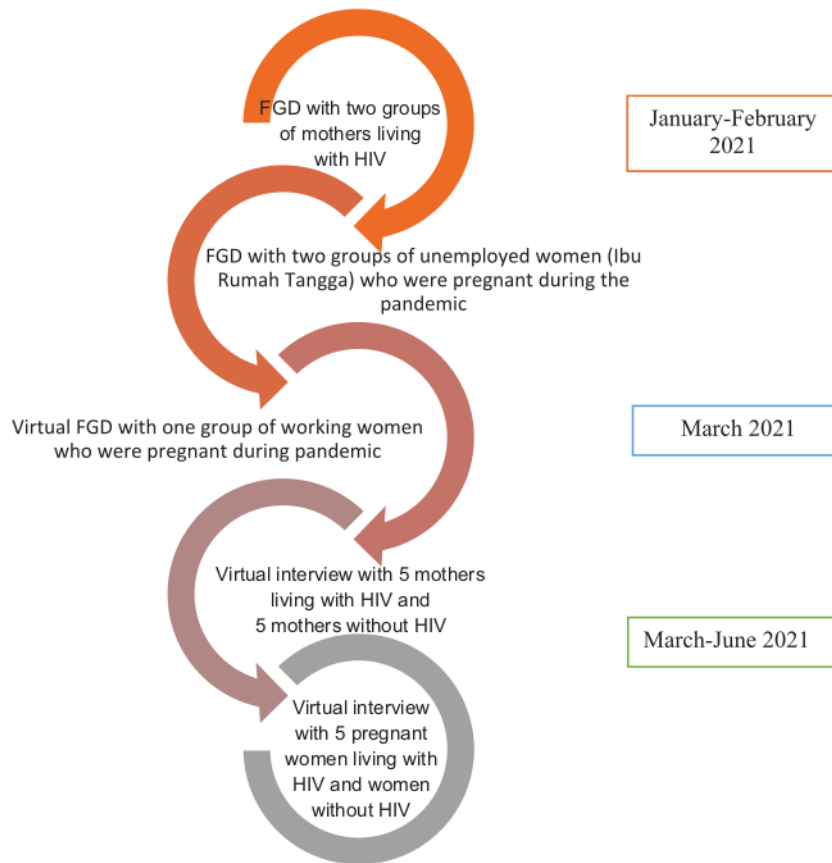 FGD with two groups
of mothers living
with HIV
January-February
2021
FGD with two groups of unemployed women (Ibu
Rumah Tangga) who were pregnant during the
pandemic
Virtual FGD with one group of working women
who were pregnant during pandemic
March 2021
Virtual interview with 5 mothers
living with HIV and
5 mothers without HIV
March-June 2021
Virtual interview
with 5 pregnant
women living with
HIV and women
without HIV